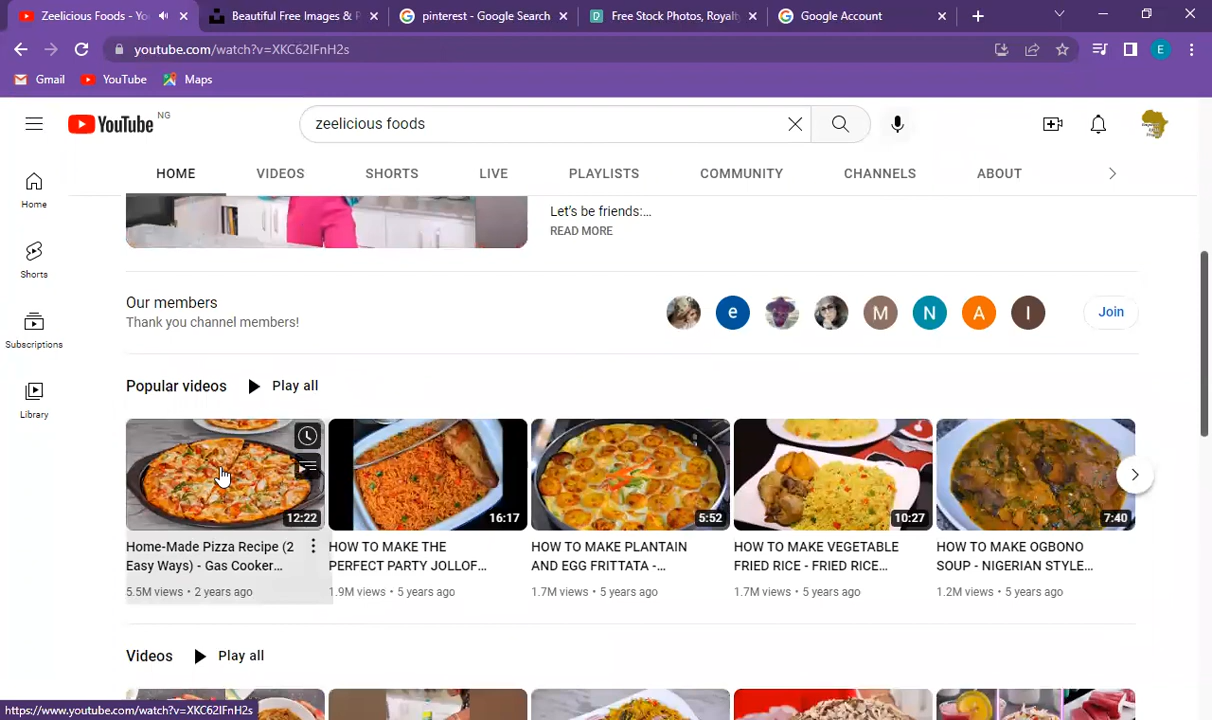 Zeelicious Foods - Yo
Beautiful Free Images & P
pinterest - Google Search
Free Stock Photos, Royalty
Google Account
youtube.com/watch?v=XKC62IFnH2s
E
Gmail
YouTube
Maps
YouTube NG
zeelicious foods
HOME
VIDEOS
SHORTS
LIVE
PLAYLISTS
COMMUNITY
CHANNELS
ABOUT
Home
Shorts
Subscriptions
Library
Let's be friends:...
READ MORE
Our members
Thank you channel members!
e
M
N
A
I
Join
Popular videos
Play all
12:22
16:17
5:52
10:27
7:40
Home-Made Pizza Recipe (2
Easy Ways) - Gas Cooker...
5.5M views • 2 years ago
HOW TO MAKE THE
PERFECT PARTY JOLLOF...
1.9M views • 5 years ago
HOW TO MAKE PLANTAIN
AND EGG FRITTATA -...
1.7M views • 5 years ago
HOW TO MAKE VEGETABLE
FRIED RICE - FRIED RICE...
1.7M views • 5 years ago
HOW TO MAKE OGBONO
SOUP - NIGERIAN STYLE...
1.2M views • 5 years ago
Videos
Play all
https://www.youtube.com/watch?v=XKC62IFnH2s